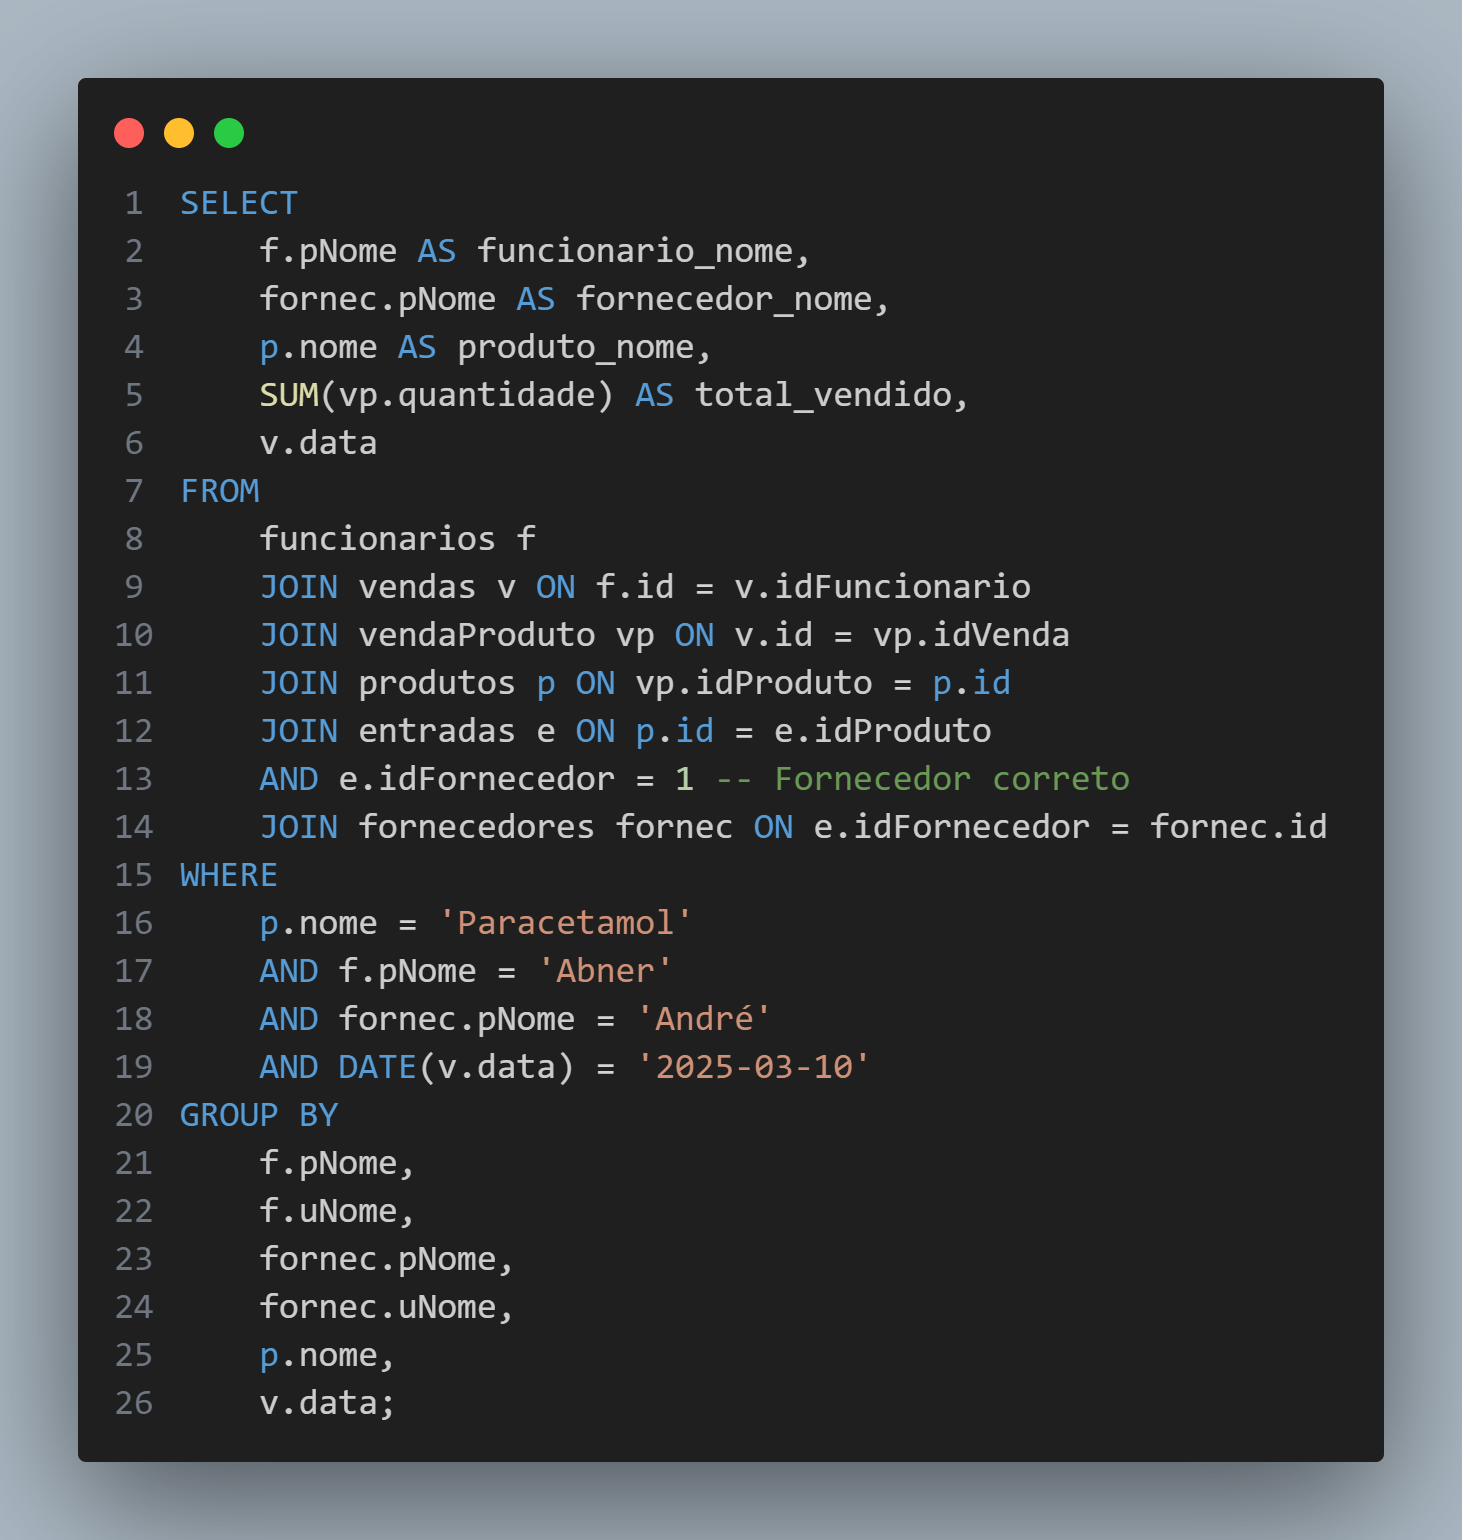 1 SELECT
2     f.pNome AS funcionario_nome,
3     fornec.pNome AS fornecedor_nome,
4     p.nome AS produto_nome,
5     SUM(vp.quantidade) AS total_vendido,
6     v.data
7 FROM
8     funcionarios f
9     JOIN vendas v ON f.id = v.idFuncionario
10     JOIN vendaProduto vp ON v.id = vp.idVenda
11     JOIN produtos p ON vp.idProduto = p.id
12     JOIN entradas e ON p.id = e.idProduto
13     AND e.idFornecedor = 1 -- Fornecedor correto
14     JOIN fornecedores fornec ON e.idFornecedor = fornec.id
15 WHERE
16     p.nome = 'Paracetamol'
17     AND f.pNome = 'Abner'
18     AND fornec.pNome = 'André'
19     AND DATE(v.data) = '2025-03-10'
20 GROUP BY
21     f.pNome,
22     f.uNome,
23     fornec.pNome,
24     fornec.uNome,
25     p.nome,
26     v.data;